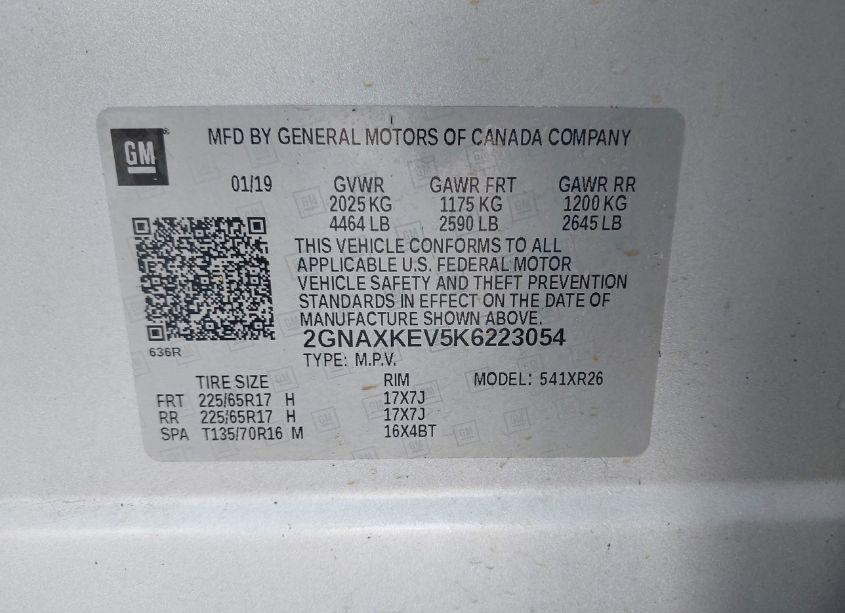 GM
MFD BY GENERAL MOTORS OF CANADA COMPANY
01/19 GVWR GAWR FRT GAWR RR
2025 KG 1175 KG 1200 KG
4464 LB 2590 LB 2645 LB
THIS VEHICLE CONFORMS TO ALL
APPLICABLE U.S. FEDERAL MOTOR
VEHICLE SAFETY AND THEFT PREVENTION
STANDARDS IN EFFECT ON THE DATE OF
MANUFACTURE SHOWN ABOVE.
2GNAXKEV5K6223054
636R
TYPE: M.P.V.
TIRE SIZE RIM MODEL: 541XR26
FRT 225/65R17 H 17X7J
RR 225/65R17 H 17X7J
SPA T135/70R16 M 16X4BT